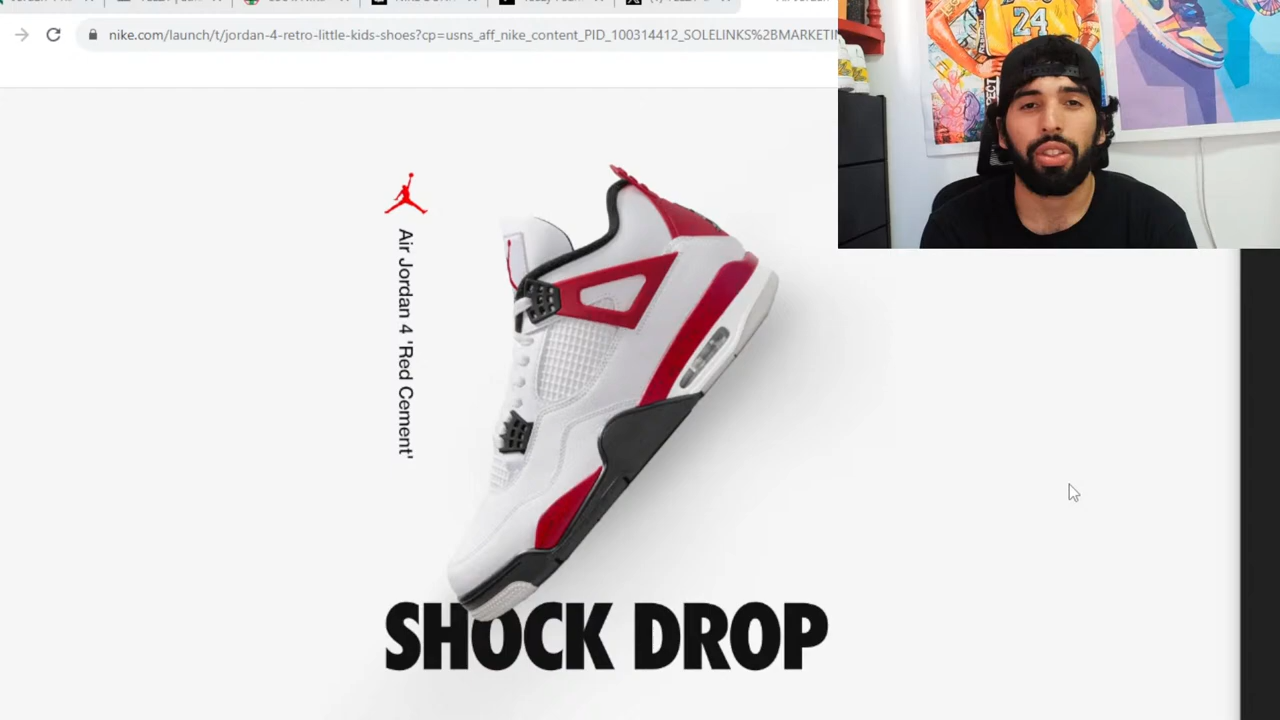 nike.com/launch/t/jordan-4-retro-little-kids-shoes?cp=usns_aff_nike_content_PID_100314412_SOLELINKS%2BMARKETIN
24
Air Jordan 4 'Red Cement'
SHOCK DROP